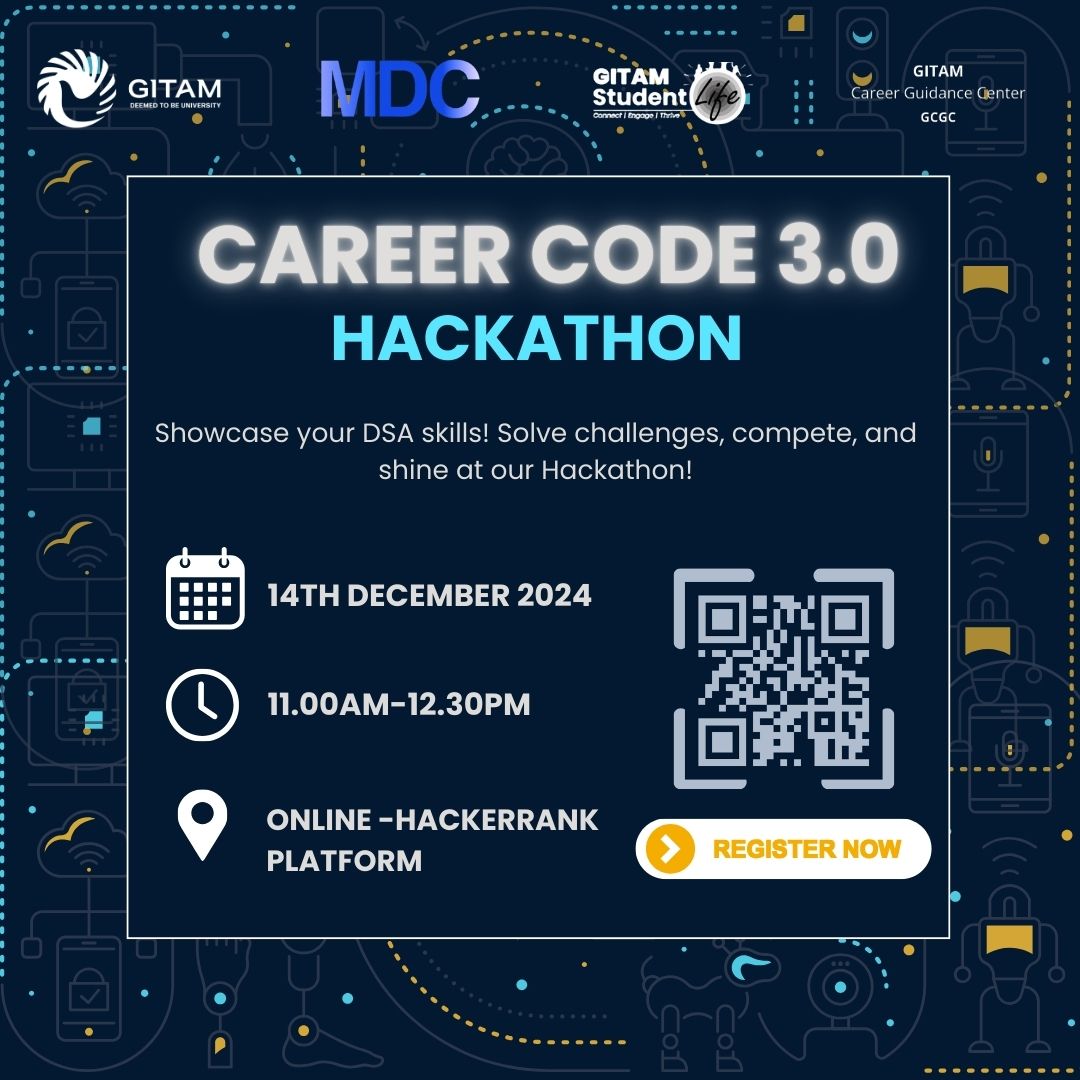 GITAM
DEEMED TO BE UNIVERSITY
MDC
GITAM
Student Life
Connect | Engage | Thrive
GITAM
Career Guidance Center
GCGC
CAREER CODE 3.0
HACKATHON
Showcase your DSA skills! Solve challenges, compete, and
shine at our Hackathon!
14TH DECEMBER 2024
11.00AM-12.30PM
ONLINE -HACKERRANK
PLATFORM
REGISTER NOW